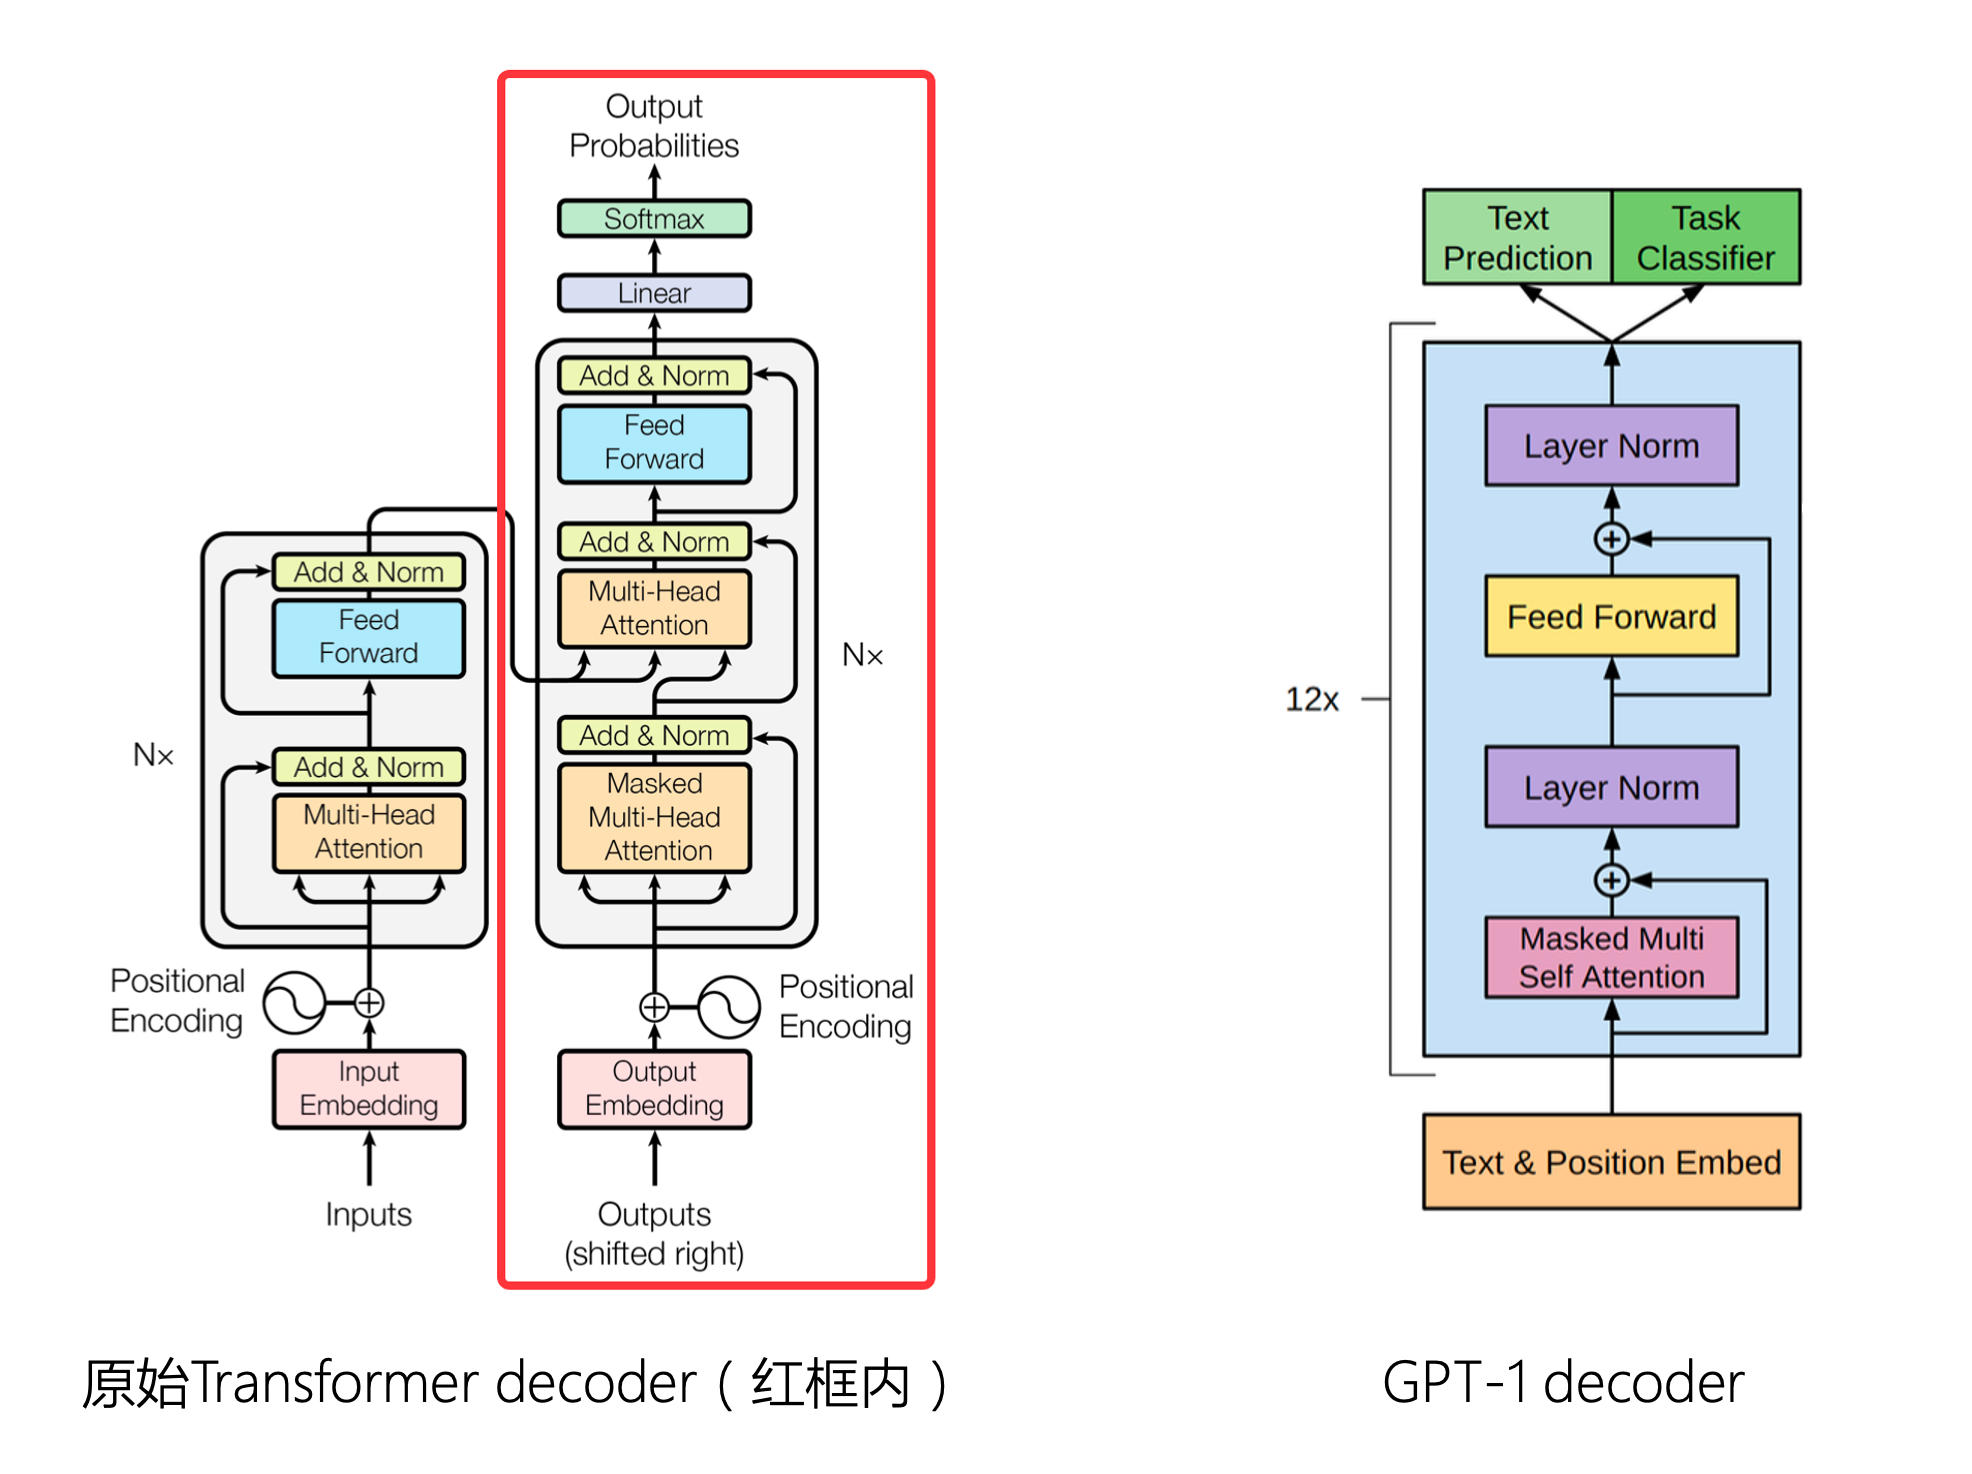 Output
Probabilities
Softmax
Linear
Add & Norm
Feed
Forward
Add & Norm
Multi-Head
Attention
N×
Add & Norm
Masked
Multi-Head
Attention
Positional
Encoding
Output
Embedding
Outputs
(shifted right)
Add & Norm
Feed
Forward
N×
Add & Norm
Multi-Head
Attention
Positional
Encoding
Input
Embedding
Inputs
原始Transformer decoder（红框内）
Text
Prediction
Task
Classifier
Layer Norm
Feed Forward
12x
Layer Norm
Masked Multi
Self Attention
Text & Position Embed
GPT-1 decoder